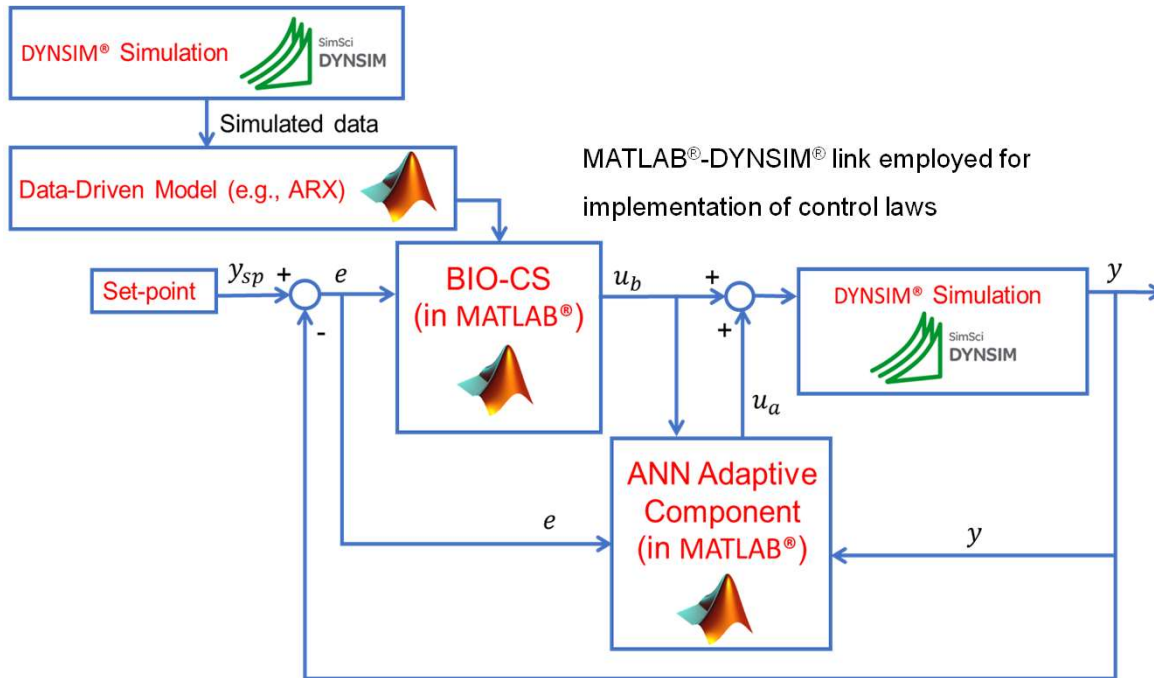 DYNSIM® Simulation
SimSci
DYNSIM
Simulated data
Data-Driven Model (e.g., ARX)
MATLAB®-DYNSIM® link employed for
implementation of control laws
Set-point
y_sp
+
-
e
BIO-CS
(in MATLAB®)
u_b
+
+
DYNSIM® Simulation
SimSci
DYNSIM
y
u_a
ANN Adaptive
Component
(in MATLAB®)
e
y